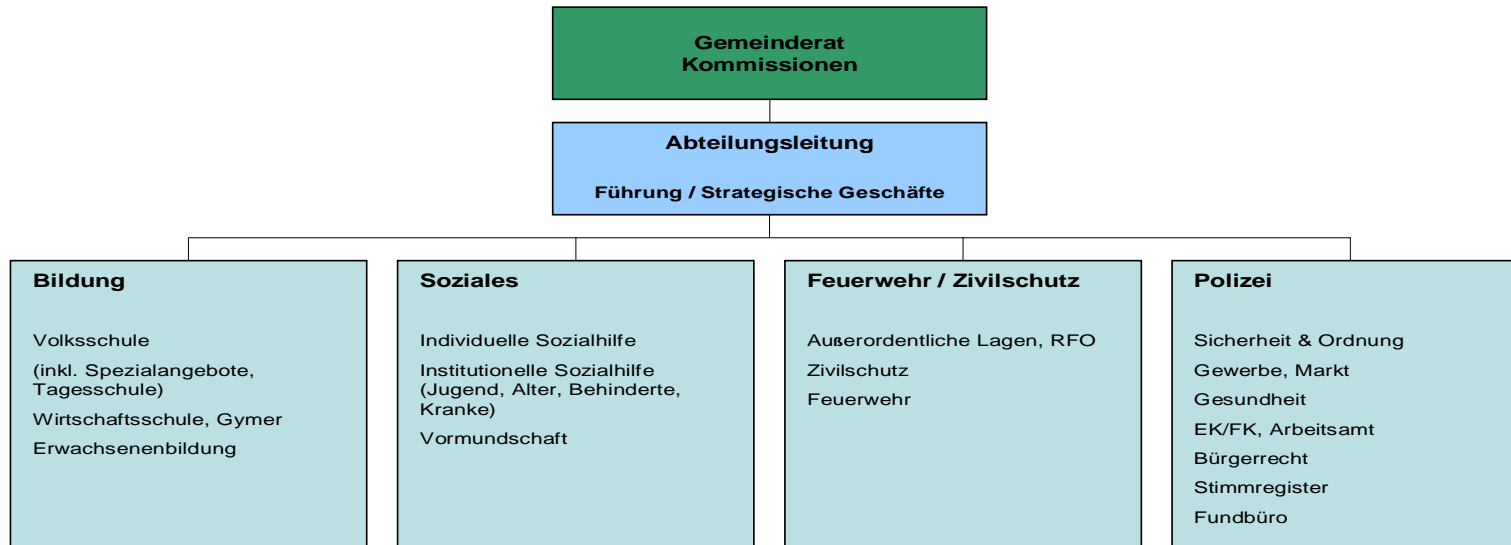 Gemeinderat
Kommissionen
Abteilungsleitung
Führung / Strategische Geschäfte
Bildung
Volksschule
(inkl. Spezialangebote,
Tagesschule)
Wirtschaftsschule, Gymer
Erwachsenenbildung
Soziales
Individuelle Sozialhilfe
Institutionelle Sozialhilfe
(Jugend, Alter, Behinderte,
Kranke)
Vormundschaft
Feuerwehr / Zivilschutz
Außerordentliche Lagen, RFO
Zivilschutz
Feuerwehr
Polizei
Sicherheit & Ordnung
Gewerbe, Markt
Gesundheit
EK/FK, Arbeitsamt
Bürgerrecht
Stimmregister
Fundbüro